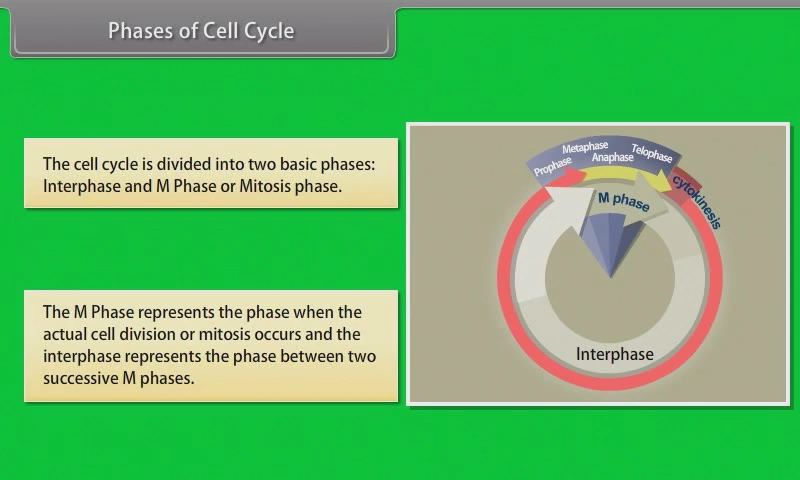 Phases of Cell Cycle
The cell cycle is divided into two basic phases:
Interphase and M Phase or Mitosis phase.
The M Phase represents the phase when the
actual cell division or mitosis occurs and the
interphase represents the phase between two
successive M phases.
Prophase
Metaphase
Anaphase
Telophase
cytokinesis
M phase
Interphase